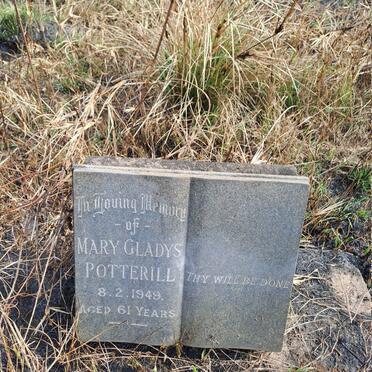 In Loving Memory
- of -
MARY GLADYS
POTTERILL
8. 2. 1949.
AGED 61 YEARS
THY WILL BE DONE